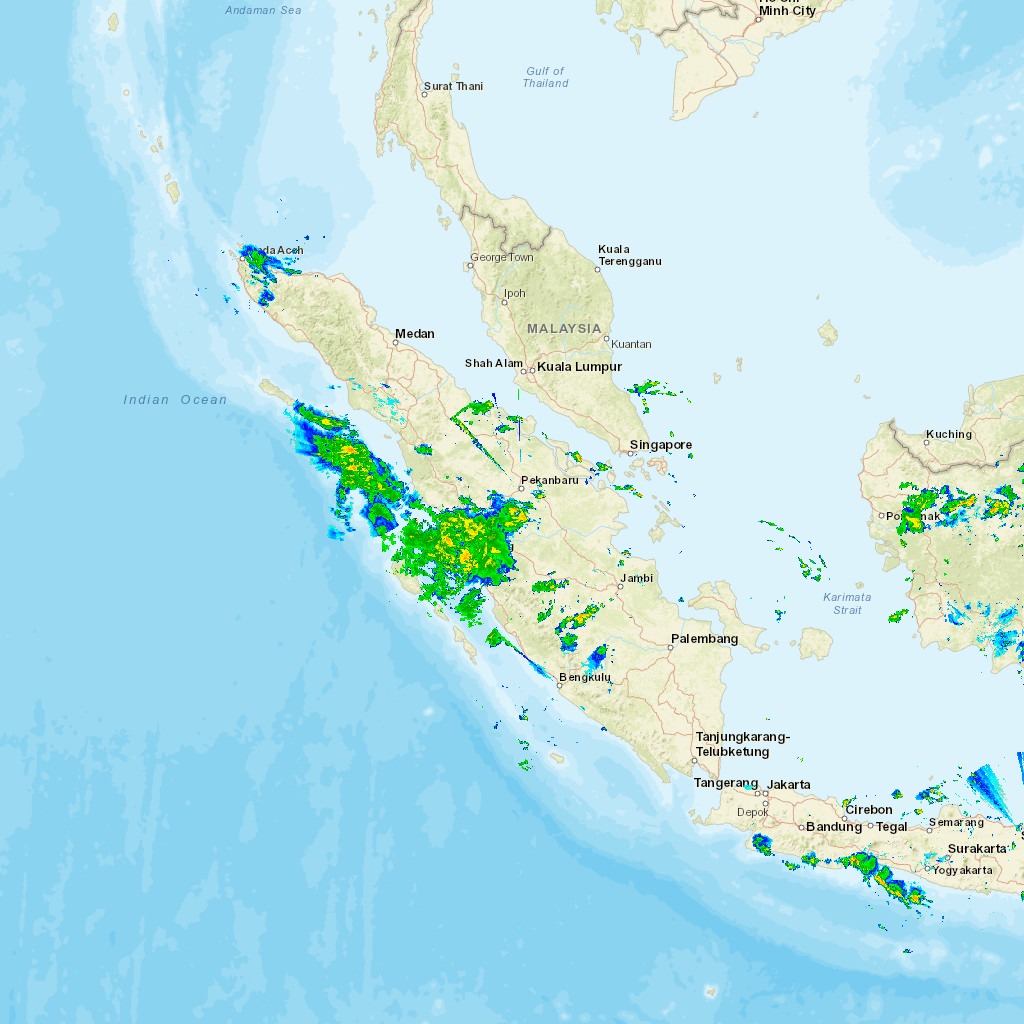 Andaman Sea
Minh City
Gulf of
Thailand
Surat Thani
Kuala
Terengganu
George Town
Ipoh
MALAYSIA
Medan
Kuantan
Shah Alam
Kuala Lumpur
Indian Ocean
Kuching
Singapore
Pekanbaru
Jambi
Karimata
Strait
Palembang
Bengkulu
Tanjungkarang-
Telubketung
Tangerang
Jakarta
Depok
Cirebon
Bandung
Tegal
Semarang
Surakarta
Yogyakarta